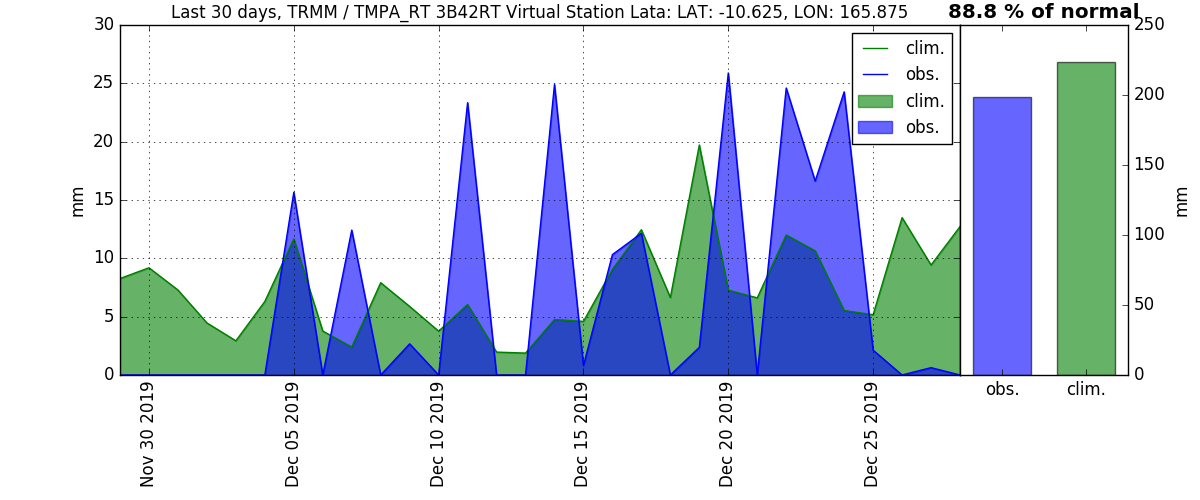 Last 30 days, TRMM / TMPA_RT 3B42RT Virtual Station Lata: LAT: -10.625, LON: 165.875
88.8 % of normal
30
25
20
15
10
5
0
mm
clim.
obs.
clim.
obs.
Nov 30 2019
Dec 05 2019
Dec 10 2019
Dec 15 2019
Dec 20 2019
Dec 25 2019
250
200
150
100
50
0
mm
obs.
clim.